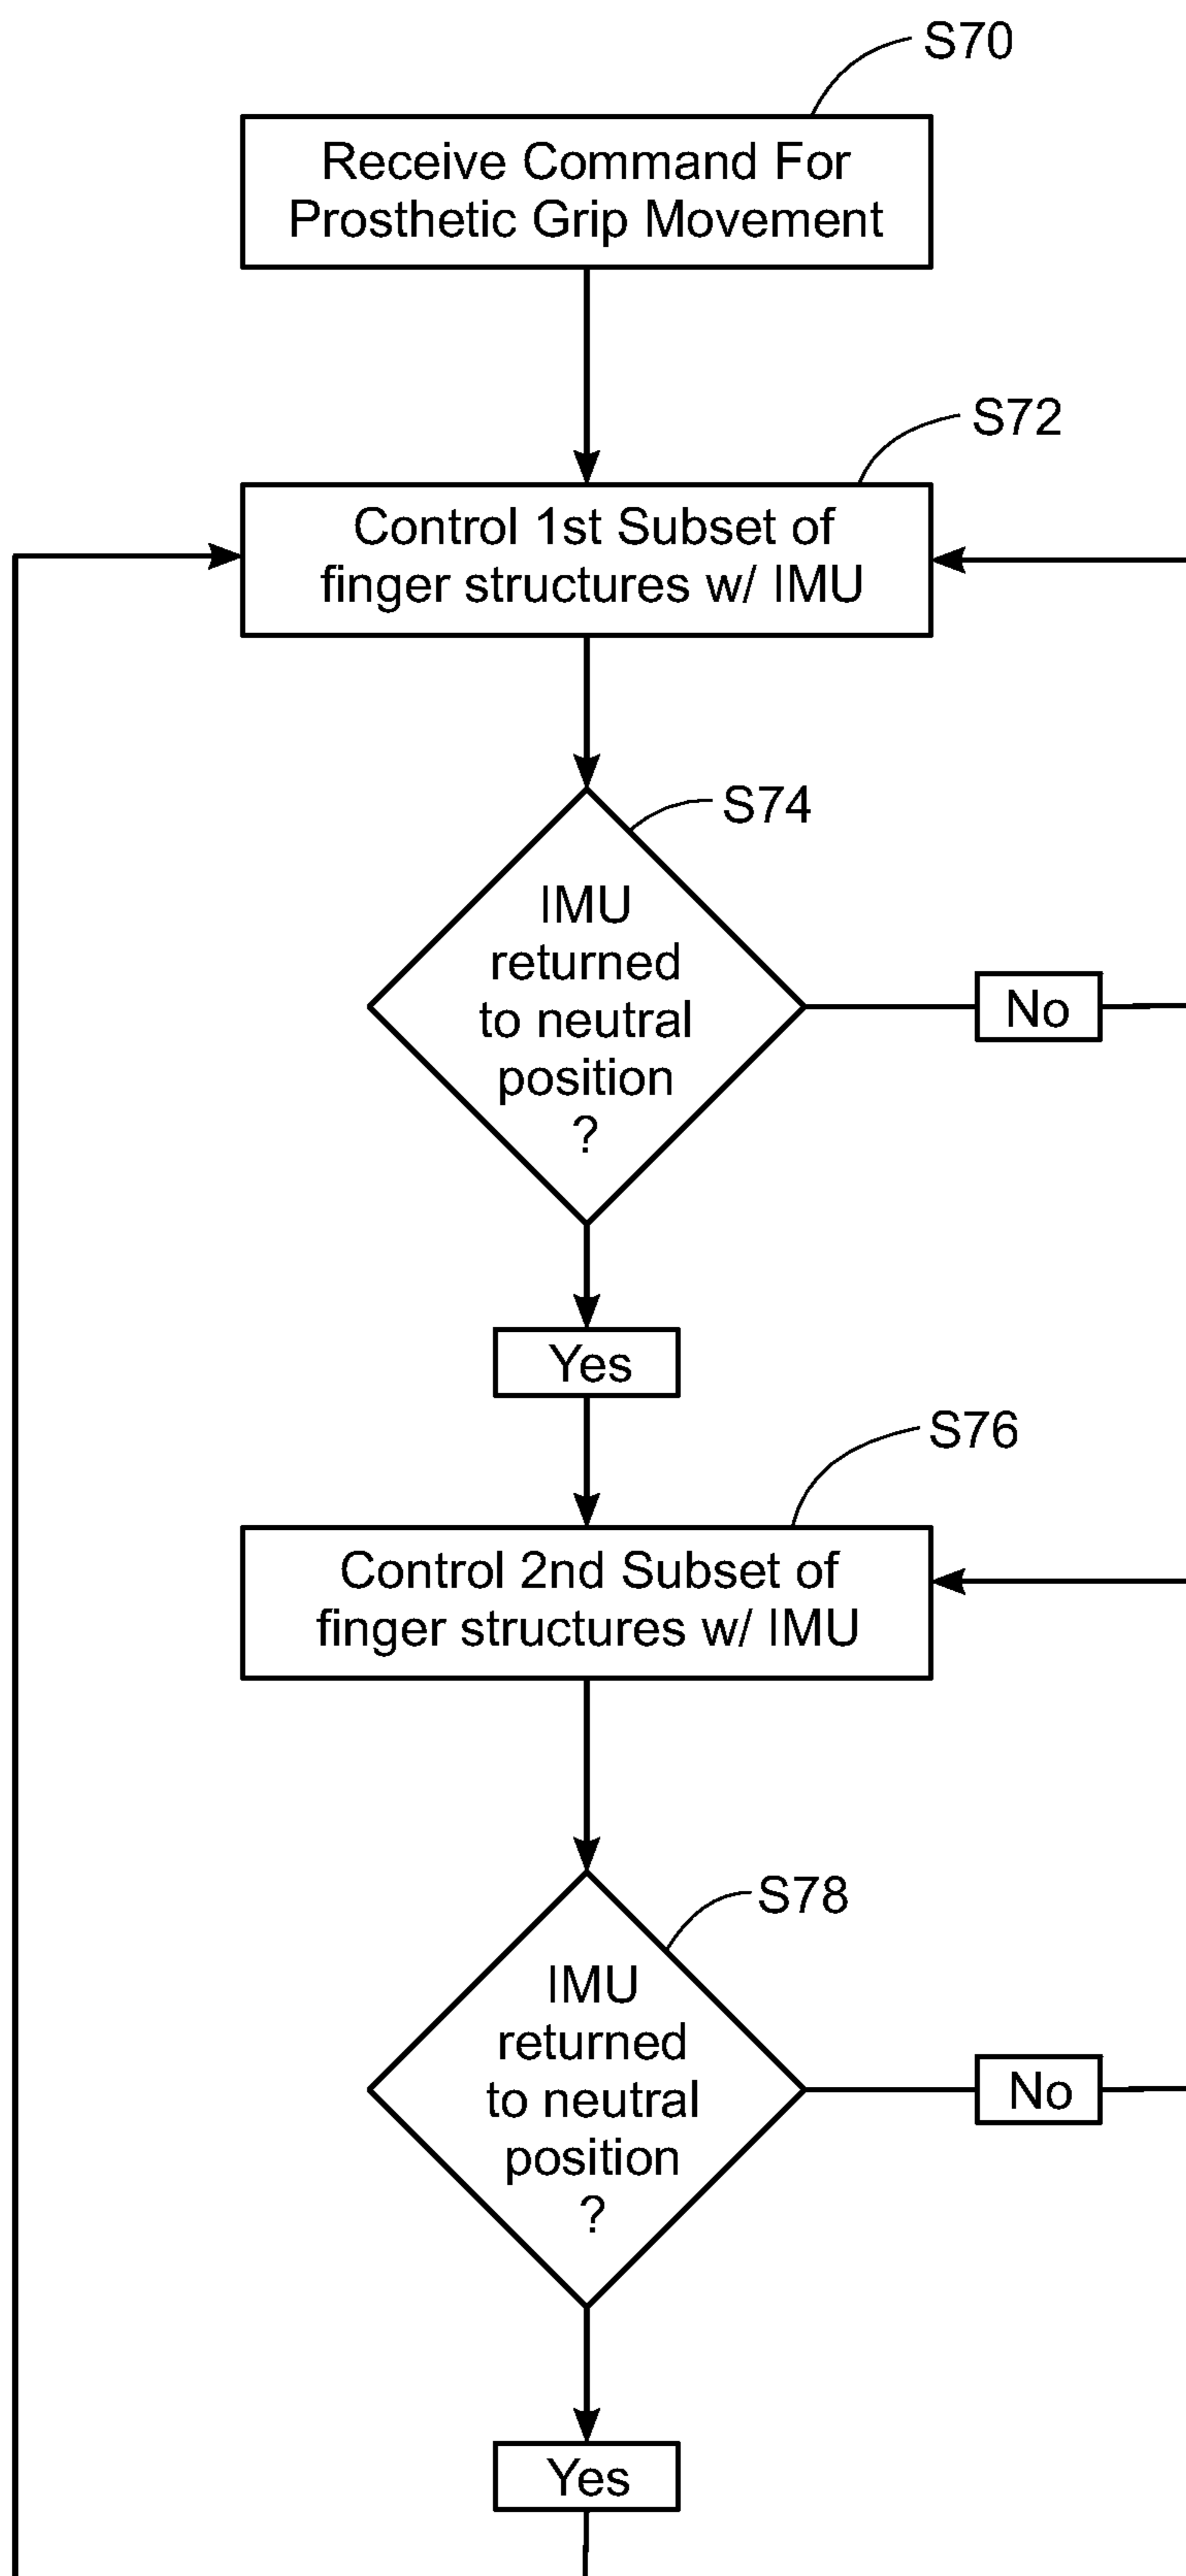 S70
Receive Command For
Prosthetic Grip Movement
S72
Control 1st Subset of
finger structures w/ IMU
S74
IMU
returned
to neutral
position
?
No
Yes
S76
Control 2nd Subset of
finger structures w/ IMU
S78
IMU
returned
to neutral
position
?
No
Yes